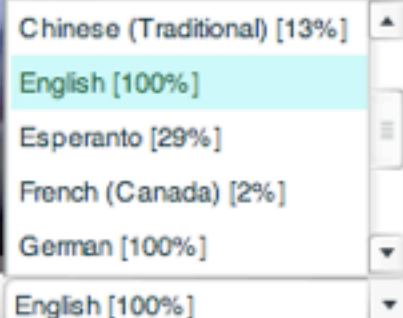 Chinese (Traditional) [13%]
English [100%]
Esperanto [29%]
French (Canada) [2%]
German [100%]
English [100%]